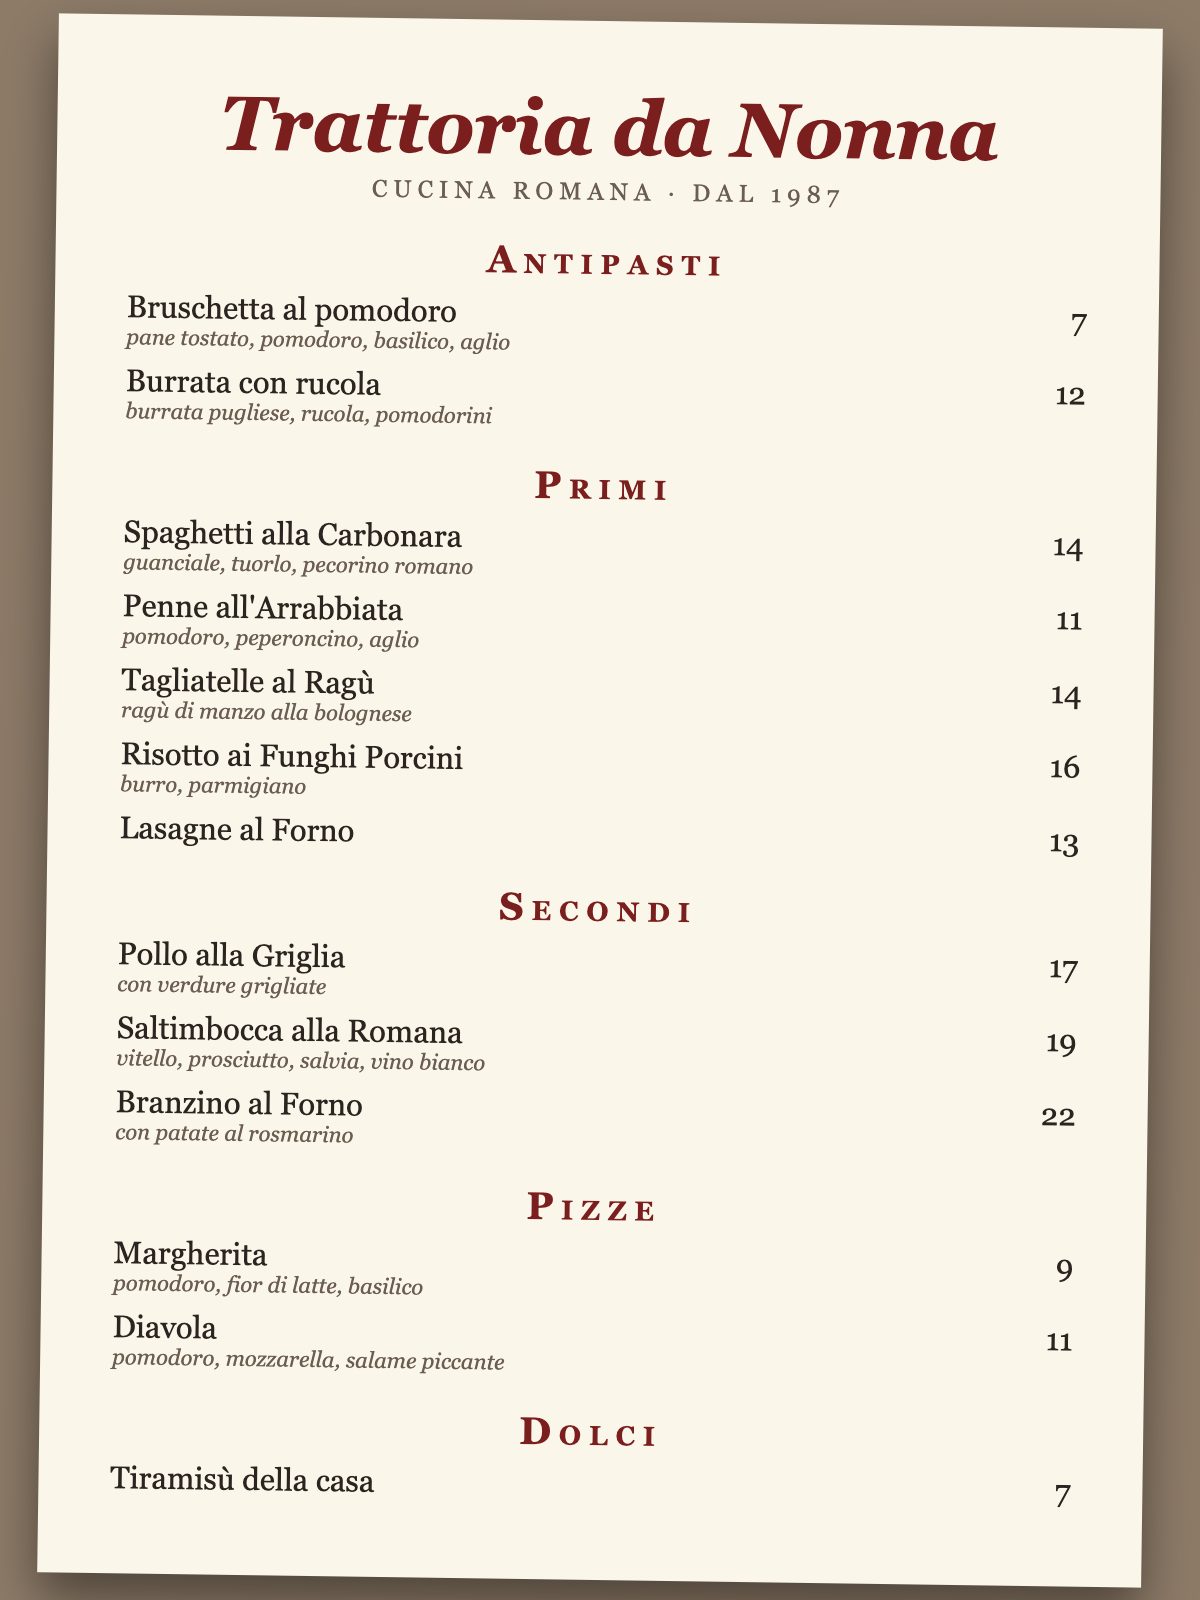 Trattoria da Nonna
CUCINA ROMANA · DAL 1987
ANTIPASTI
Bruschetta al pomodoro 7
pane tostato, pomodoro, basilico, aglio
Burrata con rucola 12
burrata pugliese, rucola, pomodorini
PRIMI
Spaghetti alla Carbonara 14
guanciale, tuorlo, pecorino romano
Penne all'Arrabbiata 11
pomodoro, peperoncino, aglio
Tagliatelle al Ragù 14
ragù di manzo alla bolognese
Risotto ai Funghi Porcini 16
burro, parmigiano
Lasagne al Forno 13
SECONDI
Pollo alla Griglia 17
con verdure grigliate
Saltimbocca alla Romana 19
vitello, prosciutto, salvia, vino bianco
Branzino al Forno 22
con patate al rosmarino
PIZZE
Margherita 9
pomodoro, fior di latte, basilico
Diavola 11
pomodoro, mozzarella, salame piccante
DOLCI
Tiramisù della casa 7